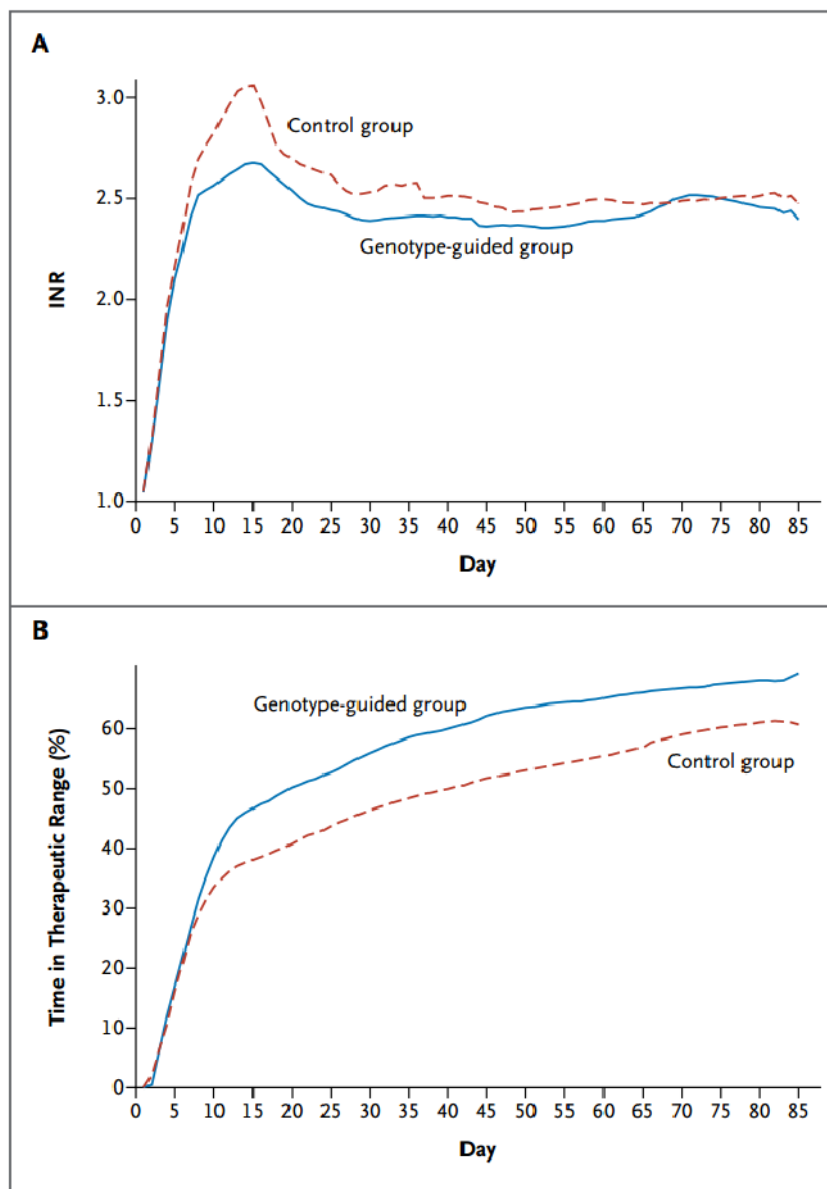 A
3.0
Control group
2.5
Genotype-guided group
2.0
INR
1.5
1.0
0 5 10 15 20 25 30 35 40 45 50 55 60 65 70 75 80 85
Day
B
Genotype-guided group
60
Control group
50
Time in Therapeutic Range (%)
40
30
20
10
0
0 5 10 15 20 25 30 35 40 45 50 55 60 65 70 75 80 85
Day